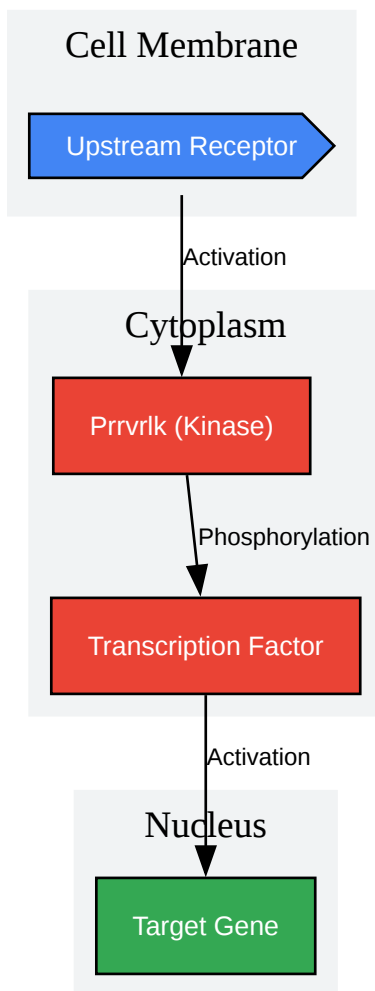 Cell Membrane
Upstream Receptor
Activation
Cytoplasm
Prrvrlk (Kinase)
Phosphorylation
Transcription Factor
Activation
Nucleus
Target Gene